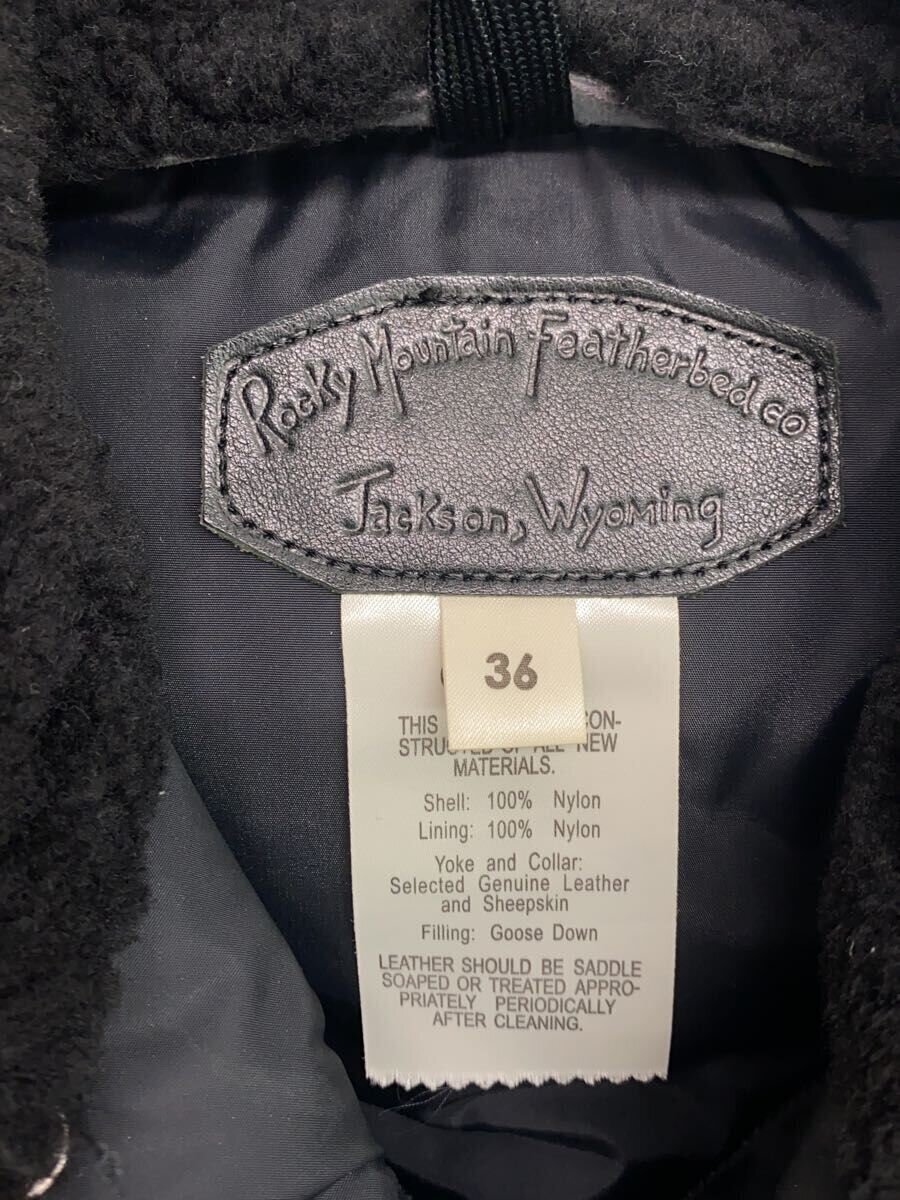 Rocky Mountain Featherbed co
Jackson, Wyoming
36
THIS CON-
STRUCTED OF ALL NEW
MATERIALS.
Shell: 100% Nylon
Lining: 100% Nylon
Yoke and Collar:
Selected Genuine Leather
and Sheepskin
Filling: Goose Down
LEATHER SHOULD BE SADDLE
SOAPED OR TREATED APPRO-
PRIATELY PERIODICALLY
AFTER CLEANING.